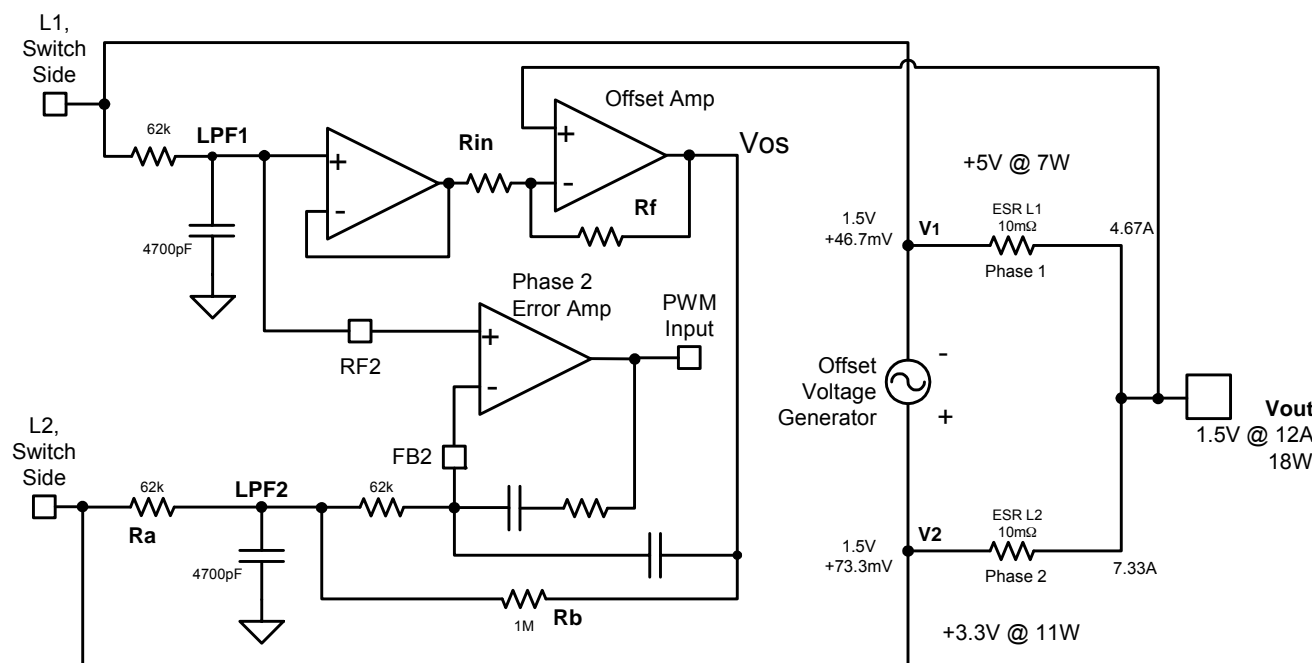 L1,
Switch
Side
62k
LPF1
4700pF
+
-
Rin
Offset Amp
+
-
Rf
Vos
Phase 2
Error Amp
+
-
RF2
PWM
Input
FB2
L2,
Switch
Side
62k
Ra
LPF2
4700pF
62k
1M
Rb
+5V @ 7W
1.5V
+46.7mV
V1
ESR L1
10mΩ
Phase 1
4.67A
Offset
Voltage
Generator
-
+
Vout
1.5V @ 12A
18W
1.5V
+73.3mV
V2
ESR L2
10mΩ
Phase 2
7.33A
+3.3V @ 11W